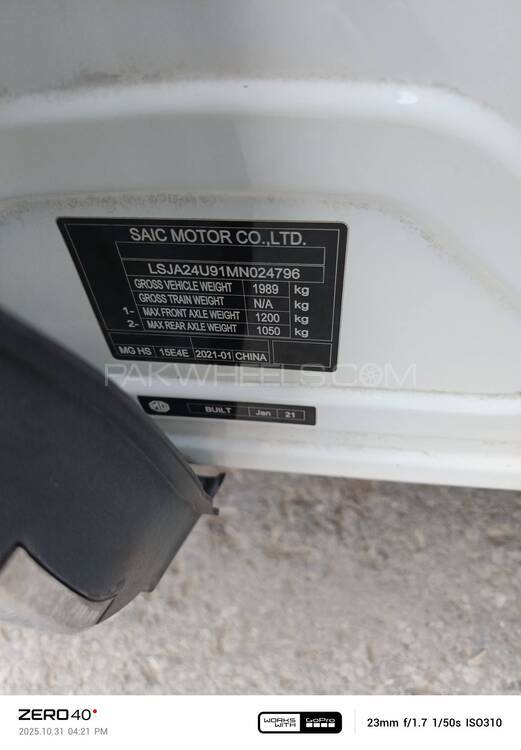 SAIC MOTOR CO.,LTD.
LSJA24U91MN024796
GROSS VEHICLE WEIGHT 1989 kg
GROSS TRAIN WEIGHT N/A kg
1- MAX FRONT AXLE WEIGHT 1200 kg
2- MAX REAR AXLE WEIGHT 1050 kg
MG HS 15E4E 2021-01 CHINA
PAKWHEELS.COM
MG BUILT Jan 21
ZERO 40
WORKS WITH GoPro
23mm f/1.7 1/50s ISO310
2025.10.31 04:21 PM